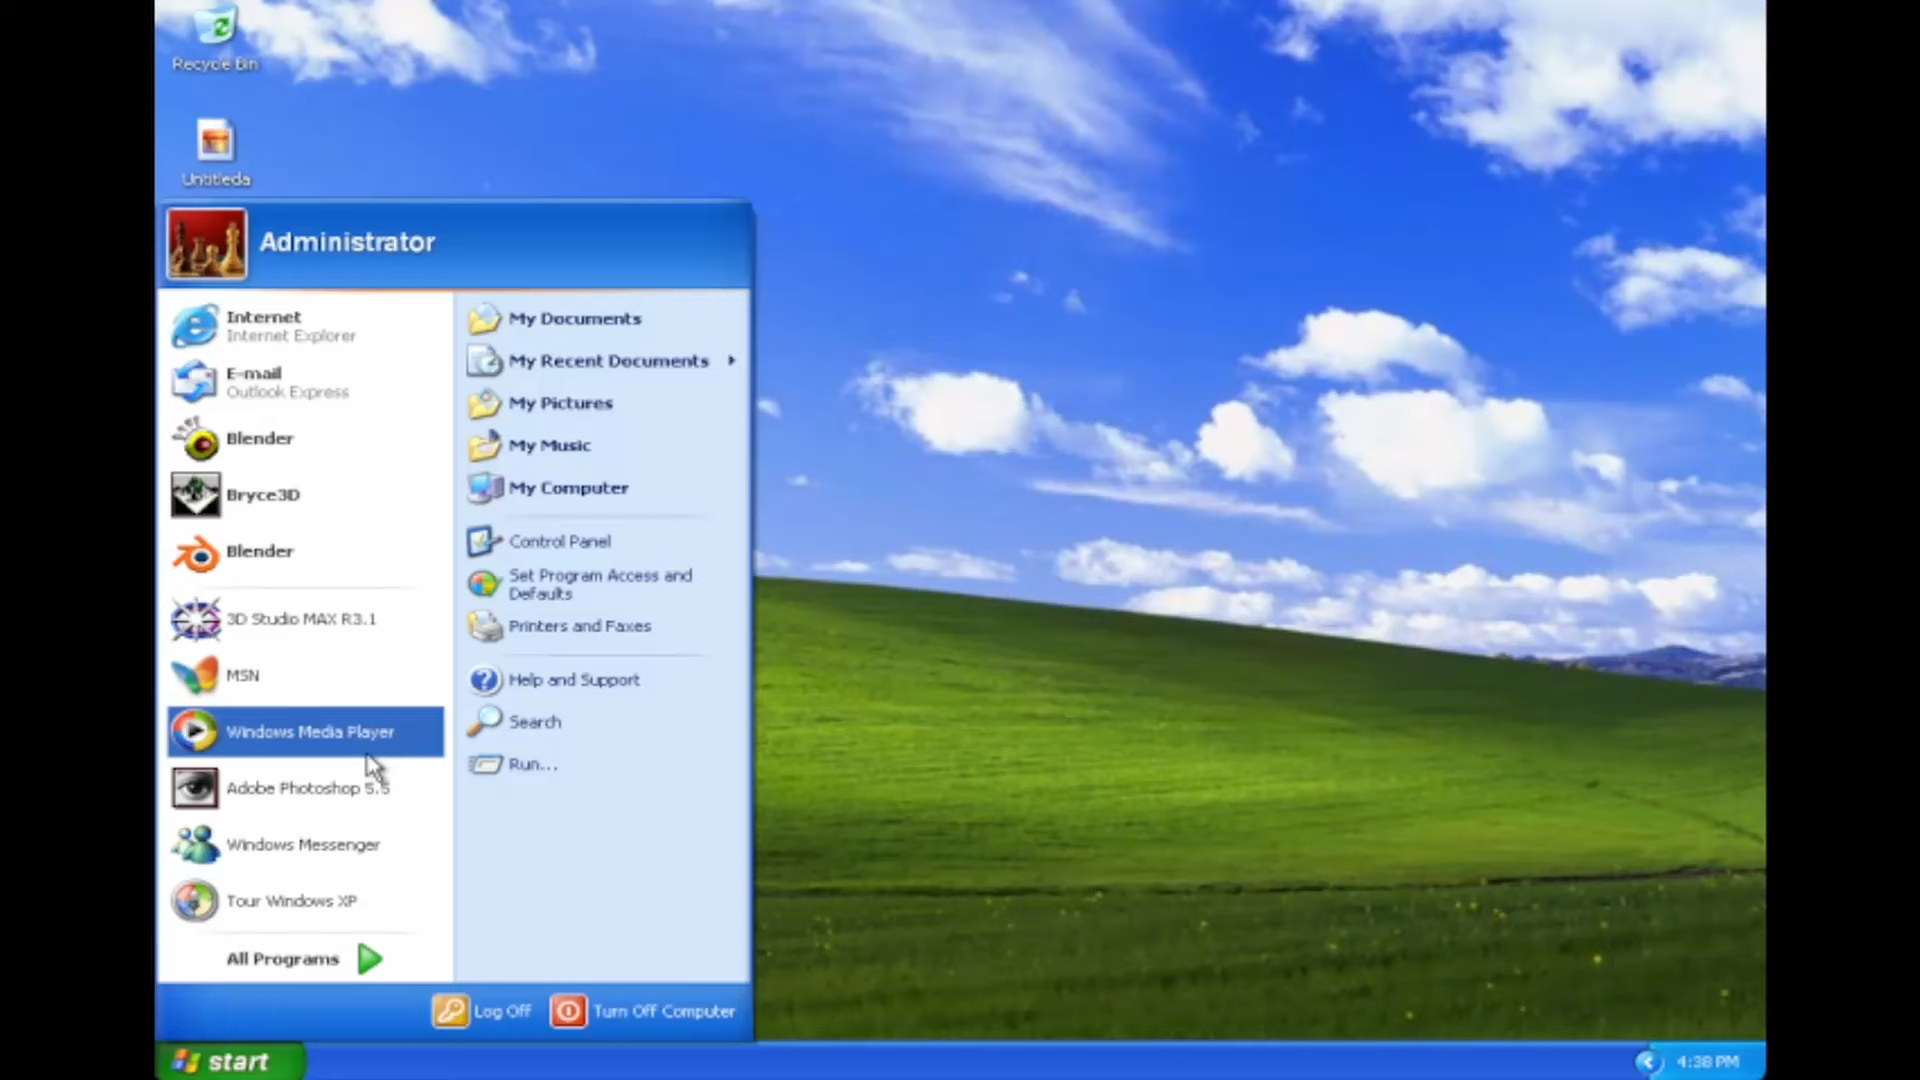 Recycle Bin
Untitleda
Administrator
Internet
Internet Explorer
E-mail
Outlook Express
Blender
Bryce3D
Blender
3D Studio MAX R3.1
MSN
Windows Media Player
Adobe Photoshop 5.5
Windows Messenger
Tour Windows XP
All Programs
My Documents
My Recent Documents
My Pictures
My Music
My Computer
Control Panel
Set Program Access and
Defaults
Printers and Faxes
Help and Support
Search
Run...
Log Off
Turn Off Computer
start
4:38 PM